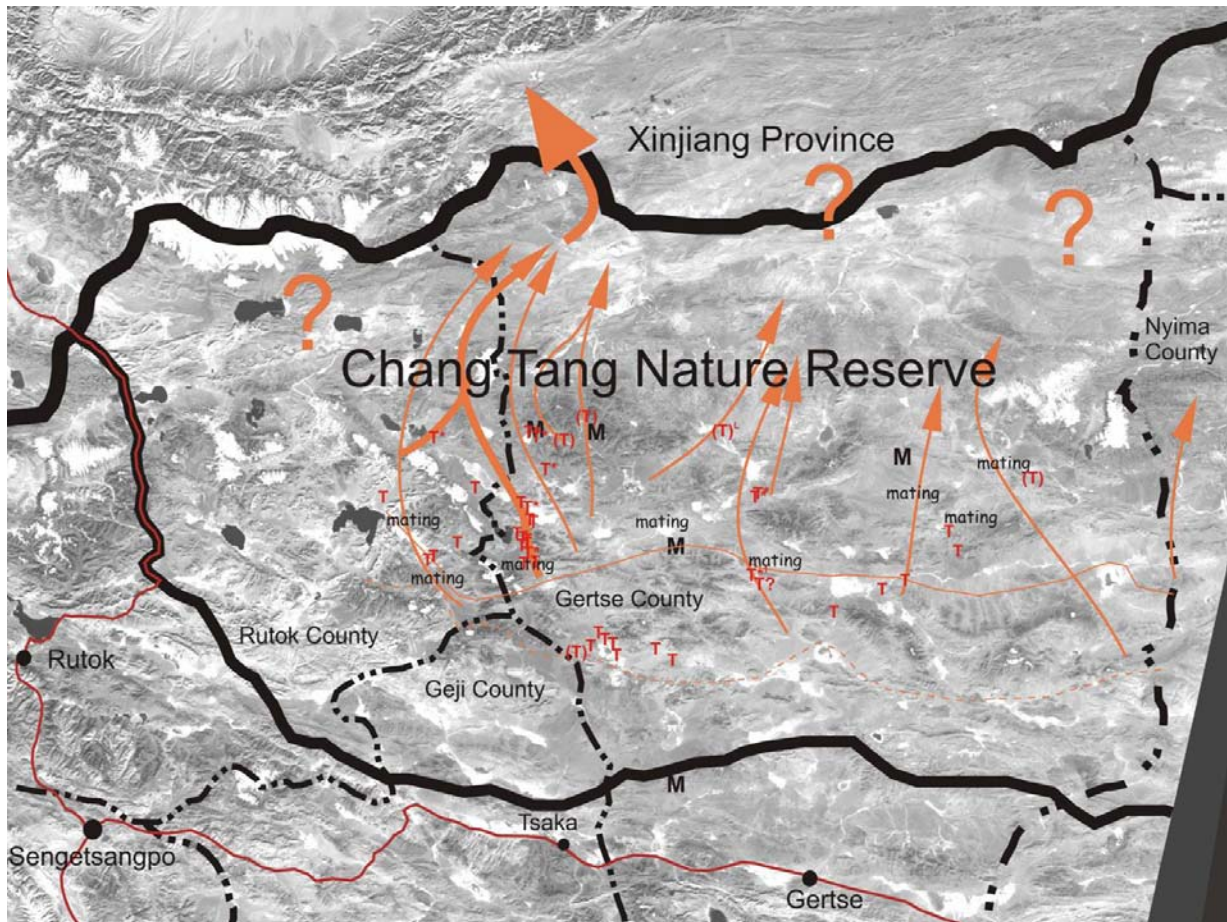 Xinjiang Province
?
?
?
Nyima
County
Chang Tang Nature Reserve
(T)
M
(T)
M
(T)ᴸ
T*
M
mating
(T)
T*
T
T
T*
mating
mating
mating
mating
T
T
T
M
T
T
mating
mating
mating
T
T?
T
T
Gertse County
T
Rutok County
T
T
T
T
T
(T)
T
T
Rutok
Geji County
M
Tsaka
Sengetsangpo
Gertse